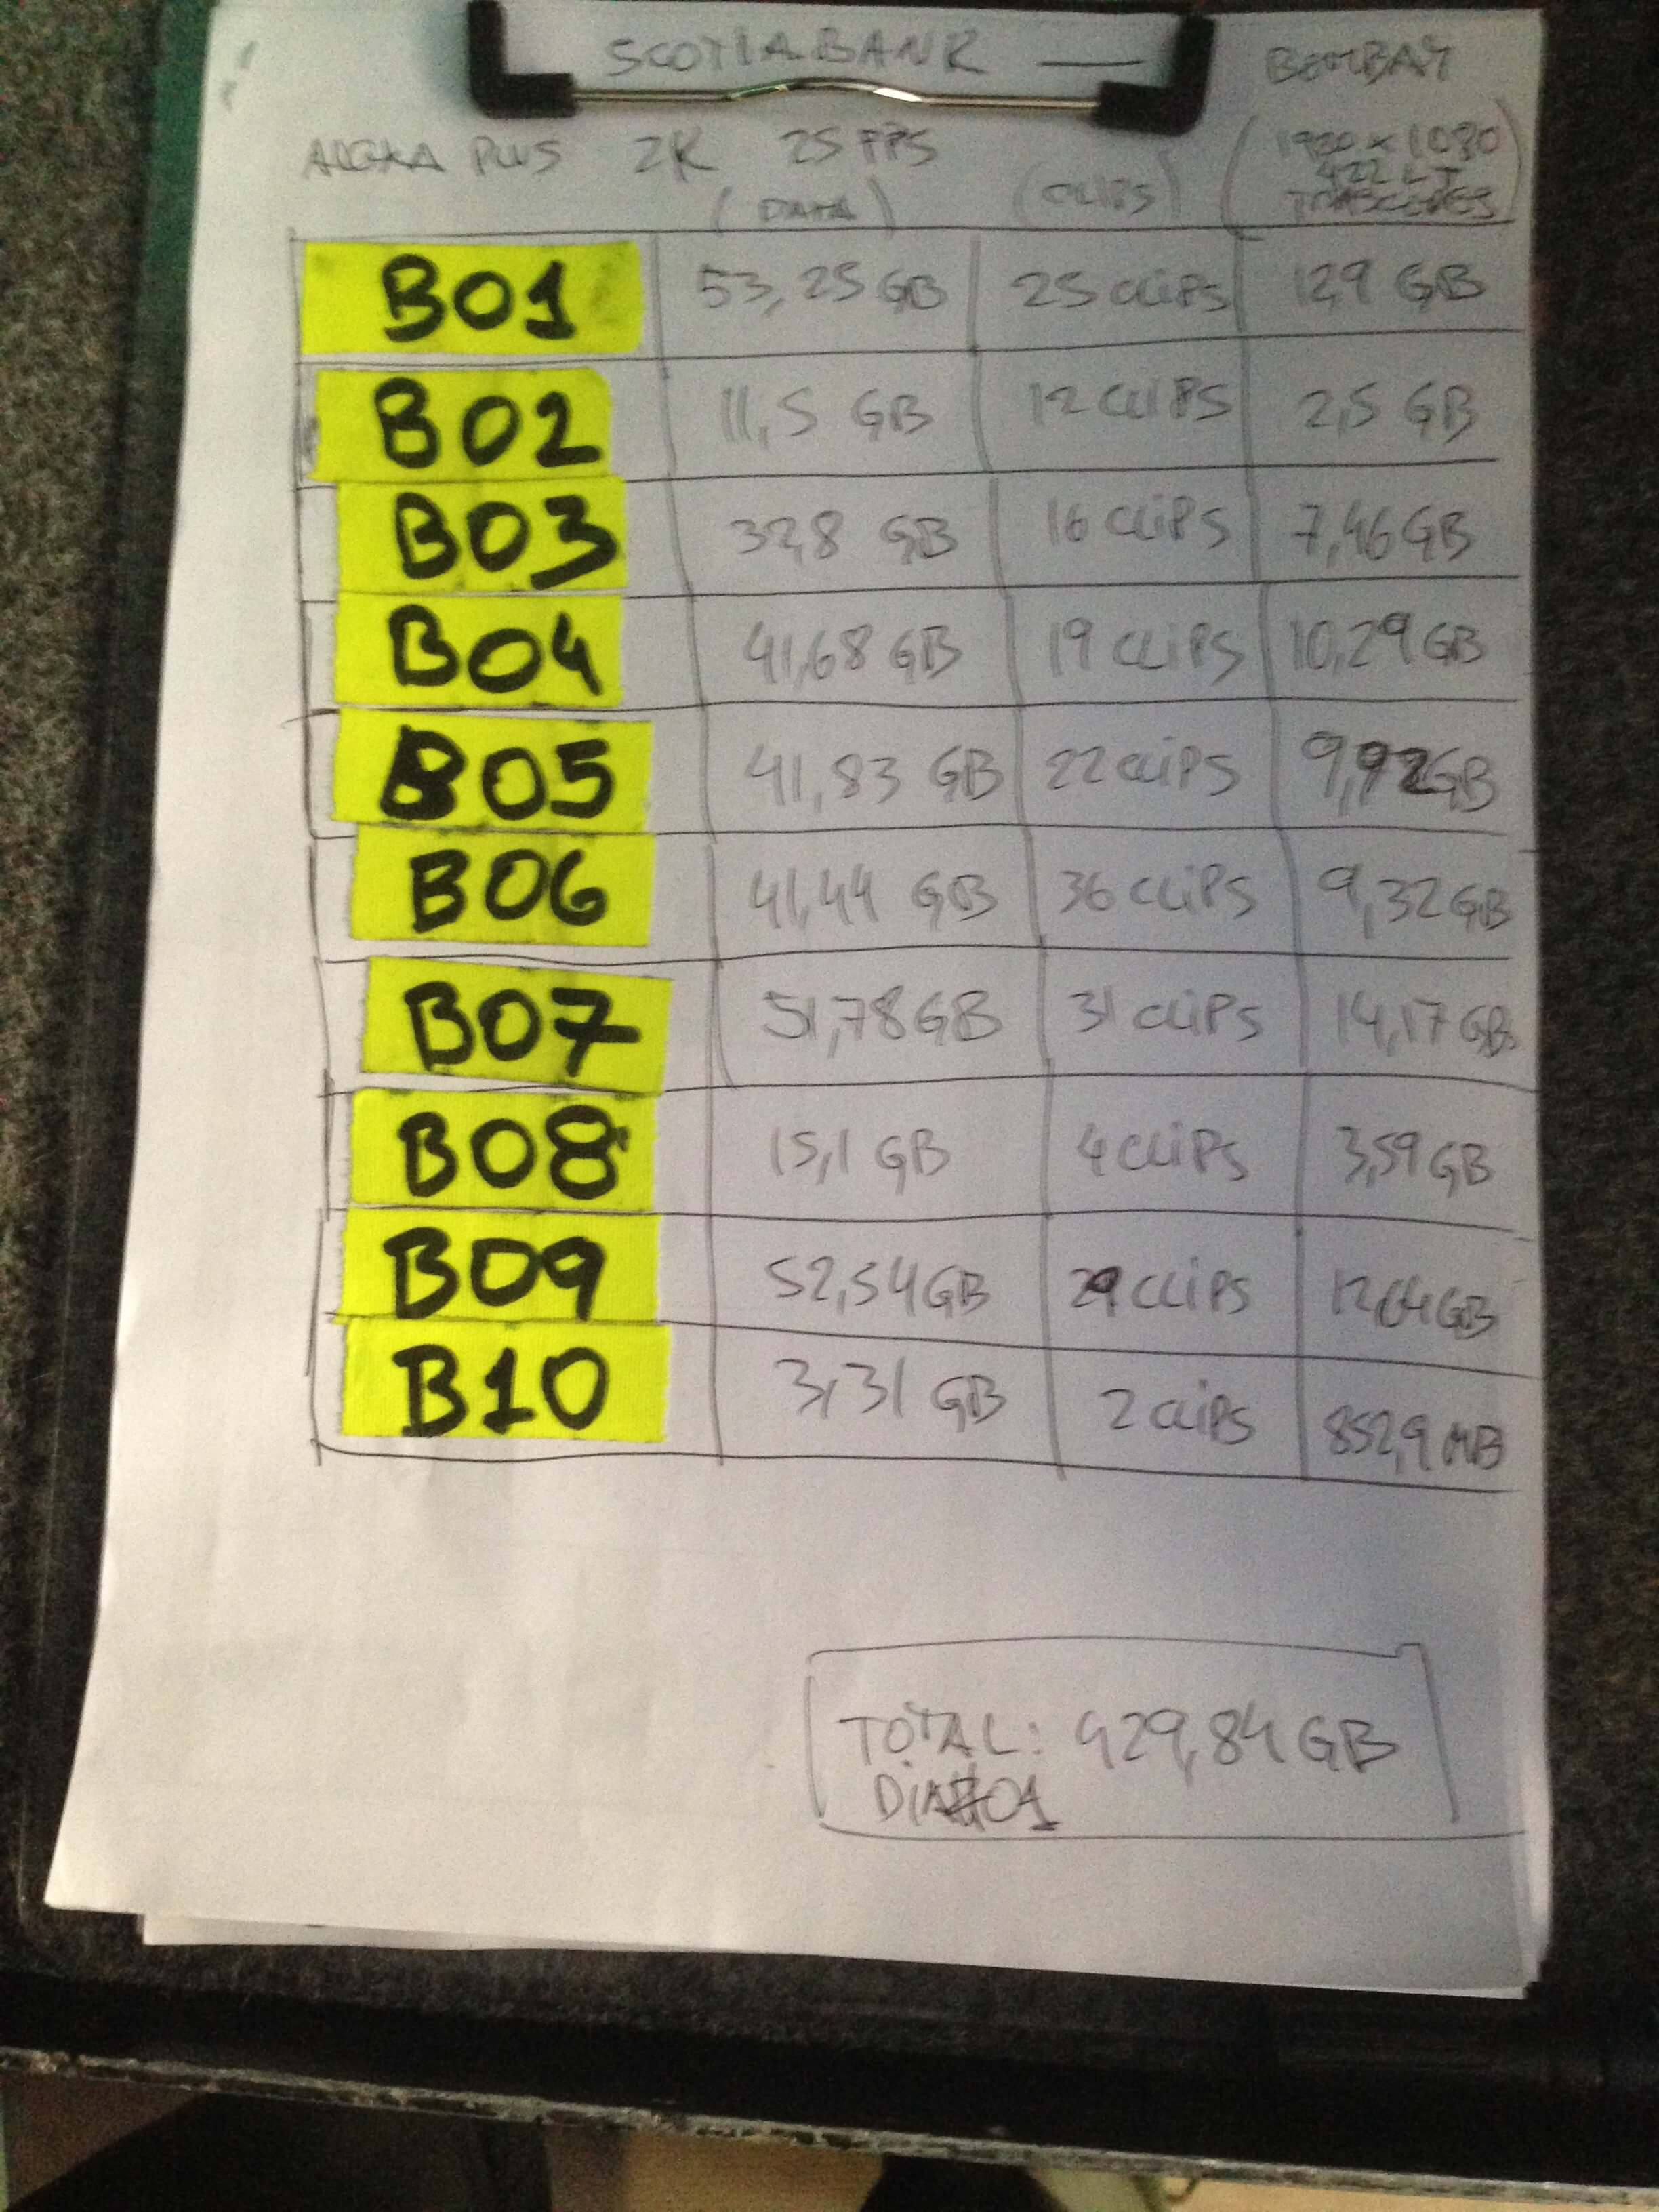 SCOTIABANK — BOMBAY
ALEXA PLUS 2K 25 FPS
(DATA) (CLIPS) (1920 x 1080
422 LT
TRASCODES)
B01 53,25 GB 25 CLIPS 12,9 GB
B02 11,5 GB 12 CLIPS 2,5 GB
B03 32,8 GB 16 CLIPS 7,46 GB
B04 41,68 GB 19 CLIPS 10,29 GB
B05 41,83 GB 22 CLIPS 9,92 GB
B06 41,44 GB 36 CLIPS 9,32 GB
B07 51,78 GB 31 CLIPS 14,17 GB
B08 15,1 GB 4 CLIPS 3,59 GB
B09 52,54 GB 29 CLIPS 12,64 GB
B10 3,31 GB 2 CLIPS 852,9 MB
TOTAL: 429,84 GB
DIA 01